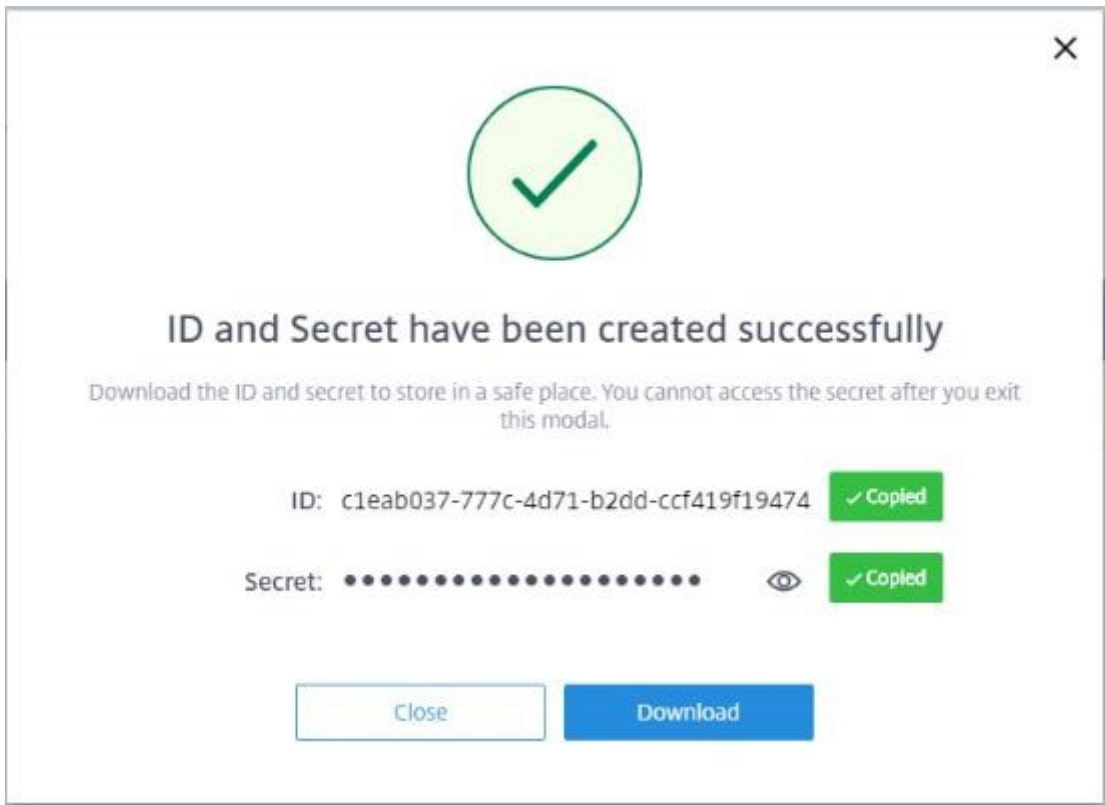 ID and Secret have been created successfully
Download the ID and secret to store in a safe place. You cannot access the secret after you exit
this modal.
ID: c1eab037-777c-4d71-b2dd-ccf419f19474 Copied
Secret: •••••••••••••••••••• Copied
Close Download